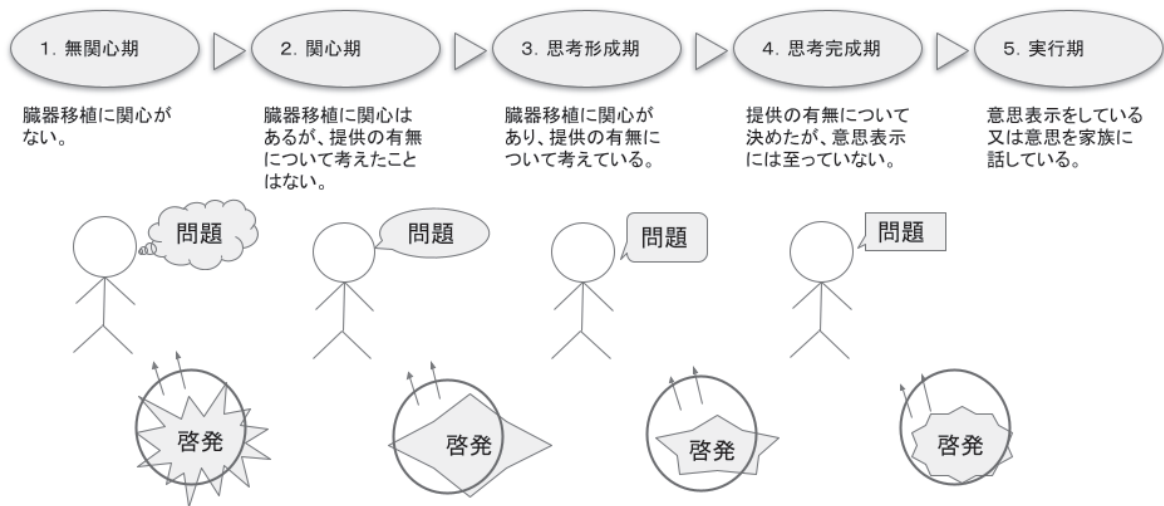 1. 無関心期
2. 関心期
3. 思考形成期
4. 思考完成期
5. 実行期
臓器移植に関心が
ない。
臓器移植に関心は
あるが、提供の有無
について考えたこと
はない。
臓器移植に関心が
あり、提供の有無に
ついて考えている。
提供の有無について
決めたが、意思表示
には至っていない。
意思表示をしている
又は意思を家族に
話している。
問題
問題
問題
問題
啓発
啓発
啓発
啓発